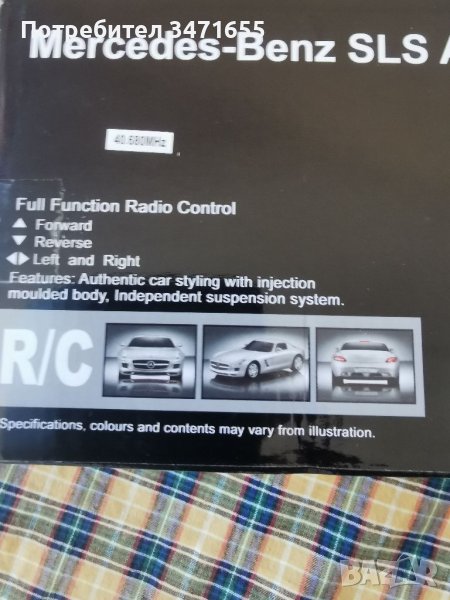 Потребител 3471655
Mercedes-Benz SLS A
40.680MHz
Full Function Radio Control
▲ Forward
▼ Reverse
◀▶ Left and Right
Features: Authentic car styling with injection
moulded body, Independent suspension system.
R/C
Specifications, colours and contents may vary from illustration.
BAZAR